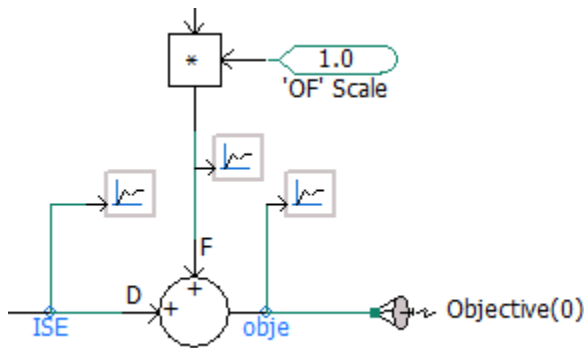 *
1.0
'OF' Scale
F
+
D
+
Objective(0)
ISE
obje